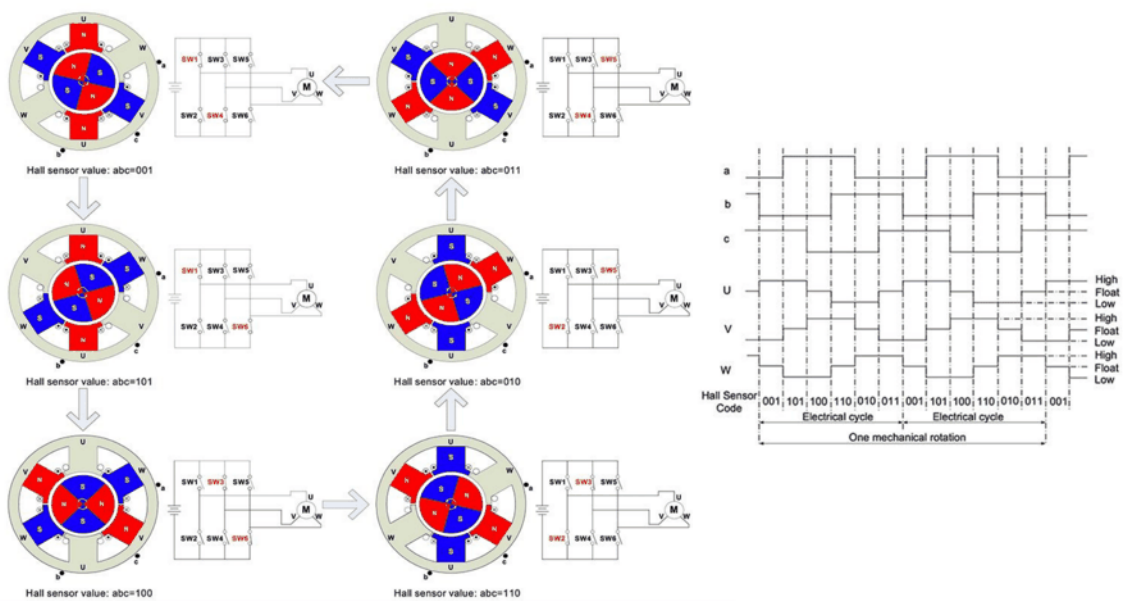 U
V N W
S a
N S
S N
W S
N V
U
b c
SW1 SW3 SW5
SW2 SW4 SW6
U
M
V W
Hall sensor value: abc=001
U
V W
S a
N
S S
N
N S
W V
U
b c
SW1 SW3 SW5
SW2 SW4 SW6
U
M
V W
Hall sensor value: abc=011
U
V N W
S a
S
N N
S
S
W N V
U
b c
SW1 SW3 SW5
SW2 SW4 SW6
U
M
V W
Hall sensor value: abc=101
U
V S W
N a
N
S N
S
N
W S V
U
b c
SW1 SW3 SW5
SW2 SW4 SW6
U
M
V W
Hall sensor value: abc=010
U
V W
N S a
S
N N
S
S N
W V
U
b c
SW1 SW3 SW5
SW2 SW4 SW6
U
M
V W
Hall sensor value: abc=100
U
V S W
N a
S
N N
S
N
W S V
U
b c
SW1 SW3 SW5
SW2 SW4 SW6
U
M
V W
Hall sensor value: abc=110
a
b
c
U High
Float
Low
V High
Float
Low
W High
Float
Low
Hall Sensor Code 001 101 100 110 010 011 001 101 100 110 010 011 001
Electrical cycle Electrical cycle
One mechanical rotation